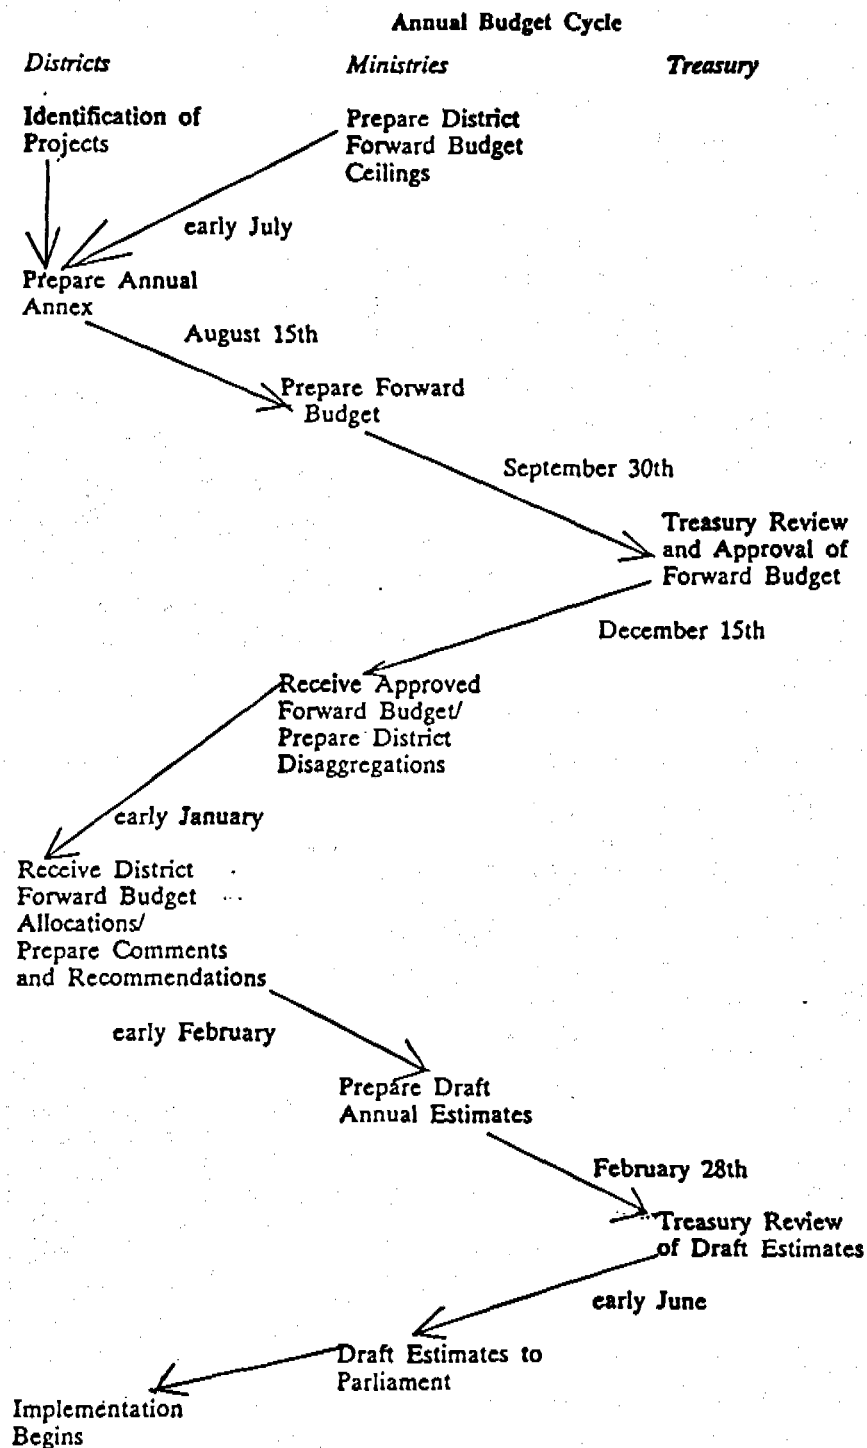 Annual Budget Cycle
Districts Ministries Treasury
Identification of
Projects
Prepare District
Forward Budget
Ceilings
early July
Prepare Annual
Annex
August 15th
Prepare Forward
Budget
September 30th
Treasury Review
and Approval of
Forward Budget
December 15th
Receive Approved
Forward Budget/
Prepare District
Disaggregations
early January
Receive District
Forward Budget
Allocations/
Prepare Comments
and Recommendations
early February
Prepare Draft
Annual Estimates
February 28th
Treasury Review
of Draft Estimates
early June
Draft Estimates to
Parliament
Implementation
Begins